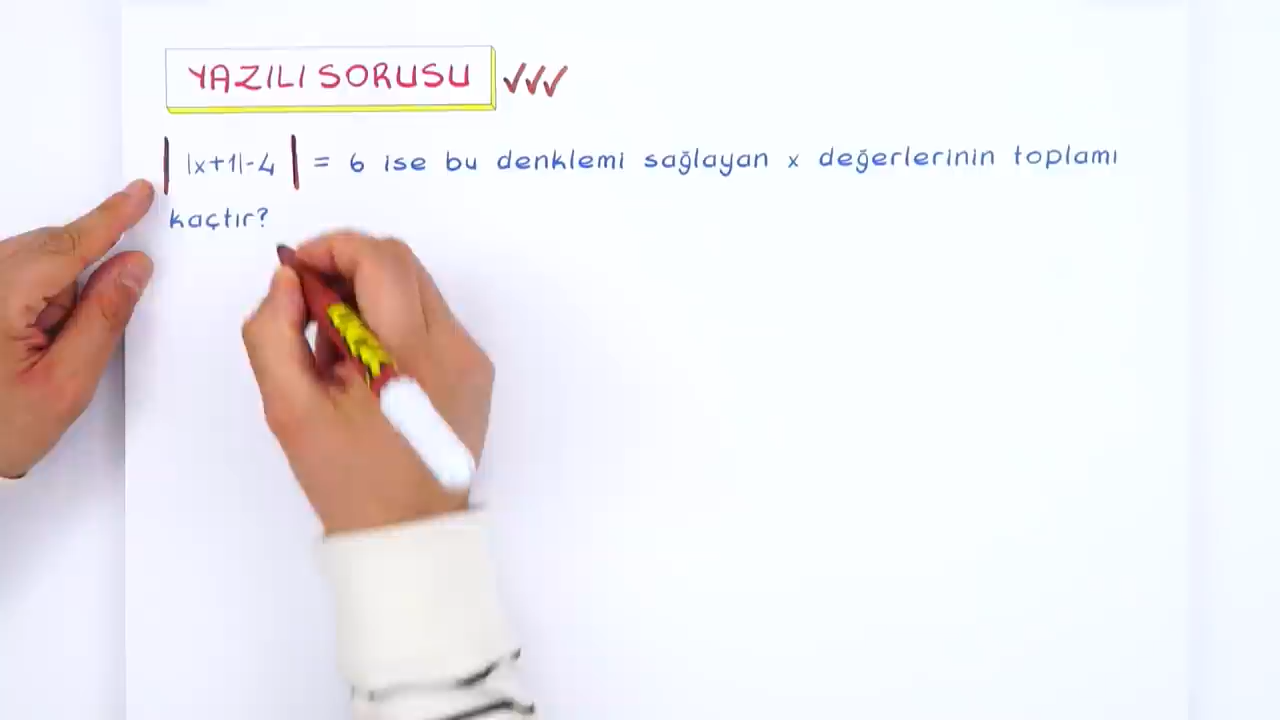 YAZILI SORUSU
| |x+1|-4 | = 6 ise bu denklemi sağlayan x değerlerinin toplamı
kaçtır?